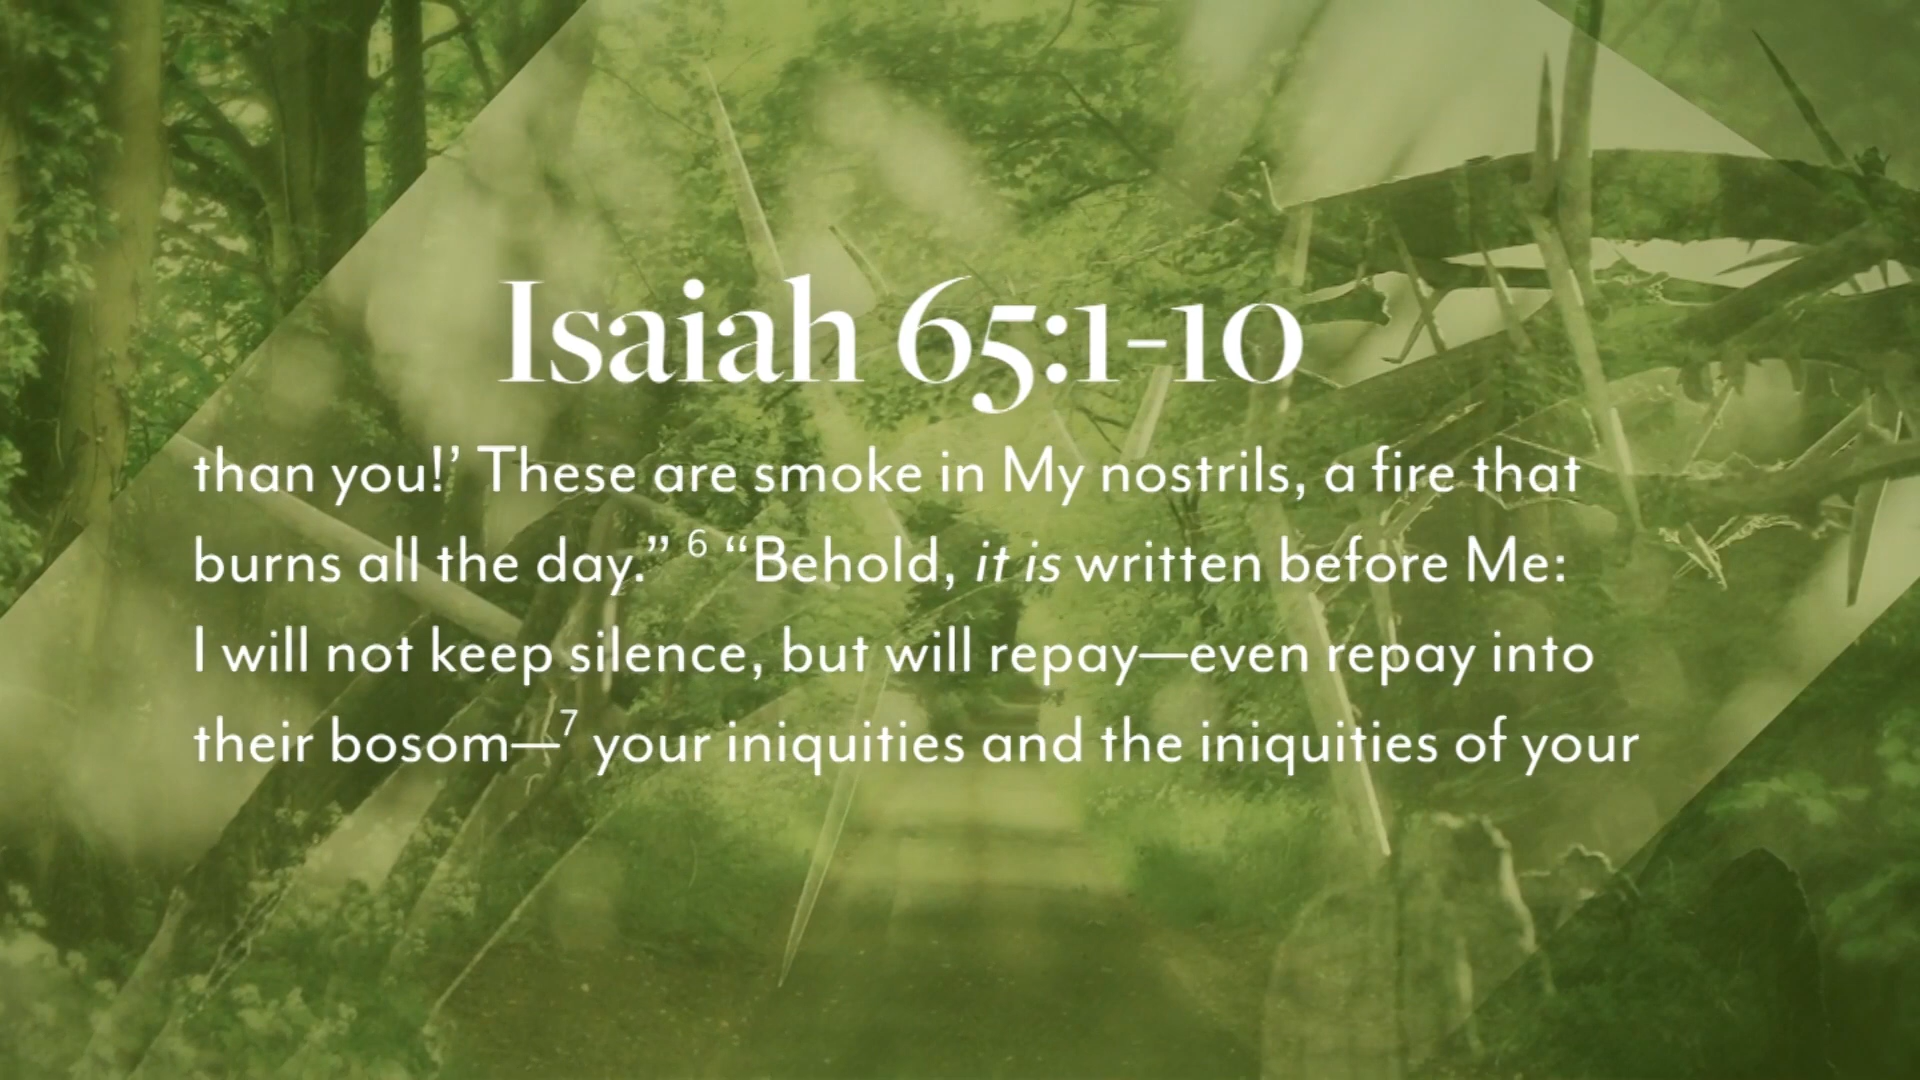 Isaiah 65:1-10
than you!’ These are smoke in My nostrils, a fire that
burns all the day.” 6 “Behold, it is written before Me:
I will not keep silence, but will repay—even repay into
their bosom—7 your iniquities and the iniquities of your